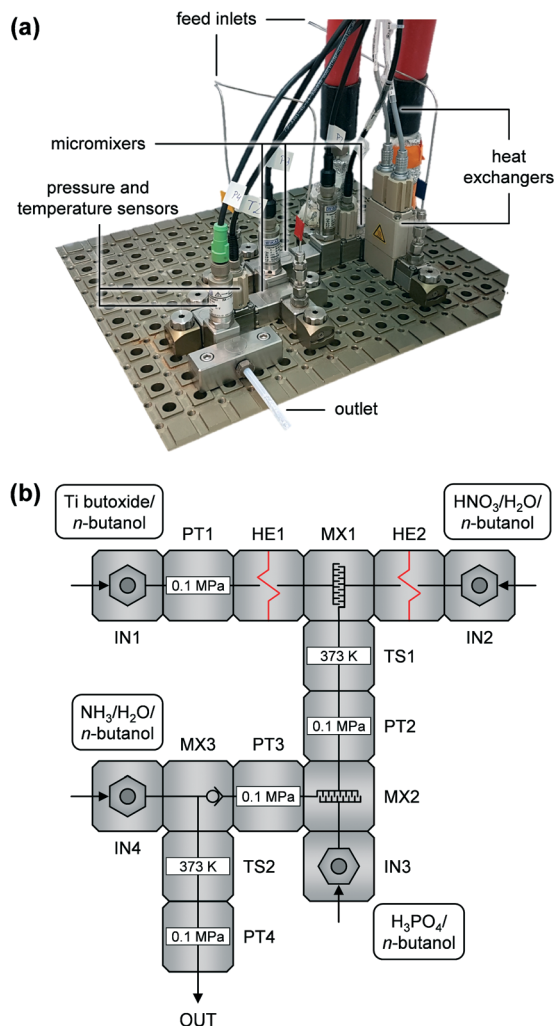 (a)
feed inlets
micromixers
heat
exchangers
pressure and
temperature sensors
P4
T2
outlet
(b)
Ti butoxide/
n-butanol
HNO₃/H₂O/
n-butanol
PT1 HE1 MX1 HE2
0.1 MPa
IN1 IN2
373 K TS1
NH₃/H₂O/
n-butanol
0.1 MPa PT2
MX3 PT3
0.1 MPa MX2
IN4 IN3
373 K TS2
H₃PO₄/
n-butanol
0.1 MPa PT4
OUT